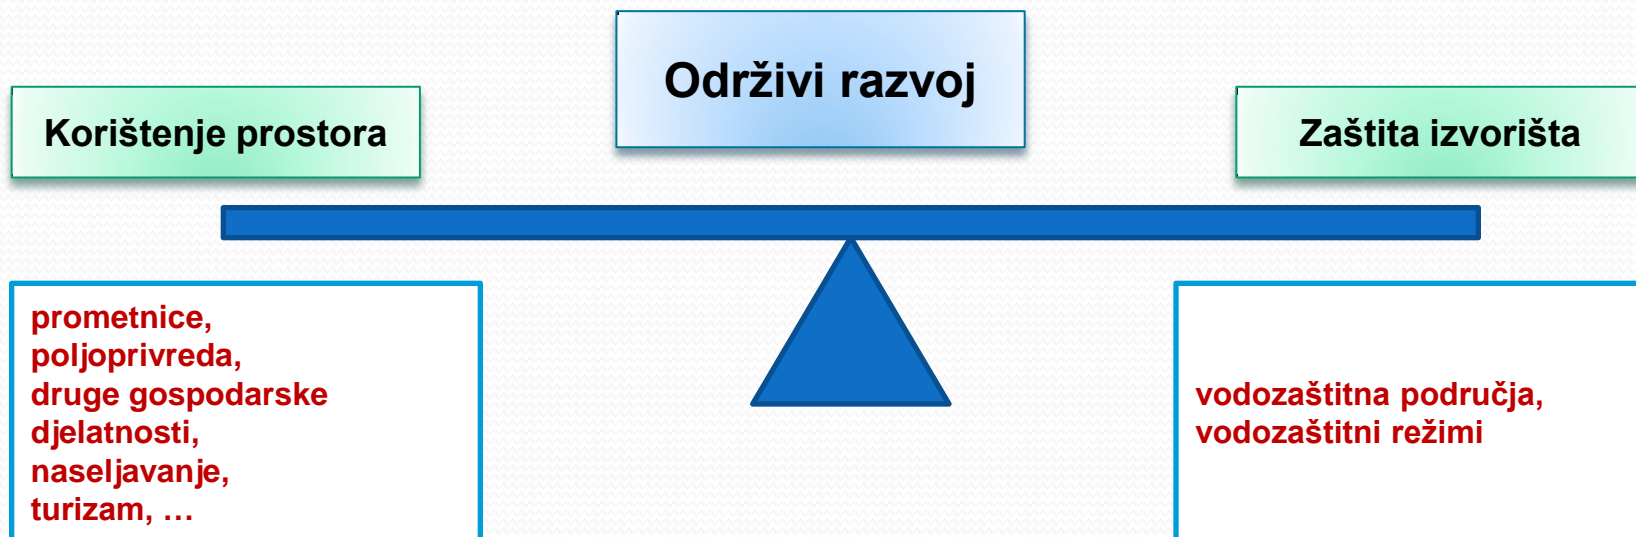 Održivi razvoj
Korištenje prostora
Zaštita izvorišta
prometnice,
poljoprivreda,
druge gospodarske
djelatnosti,
naseljavanje,
turizam, …
vodozaštitna područja,
vodozaštitni režimi